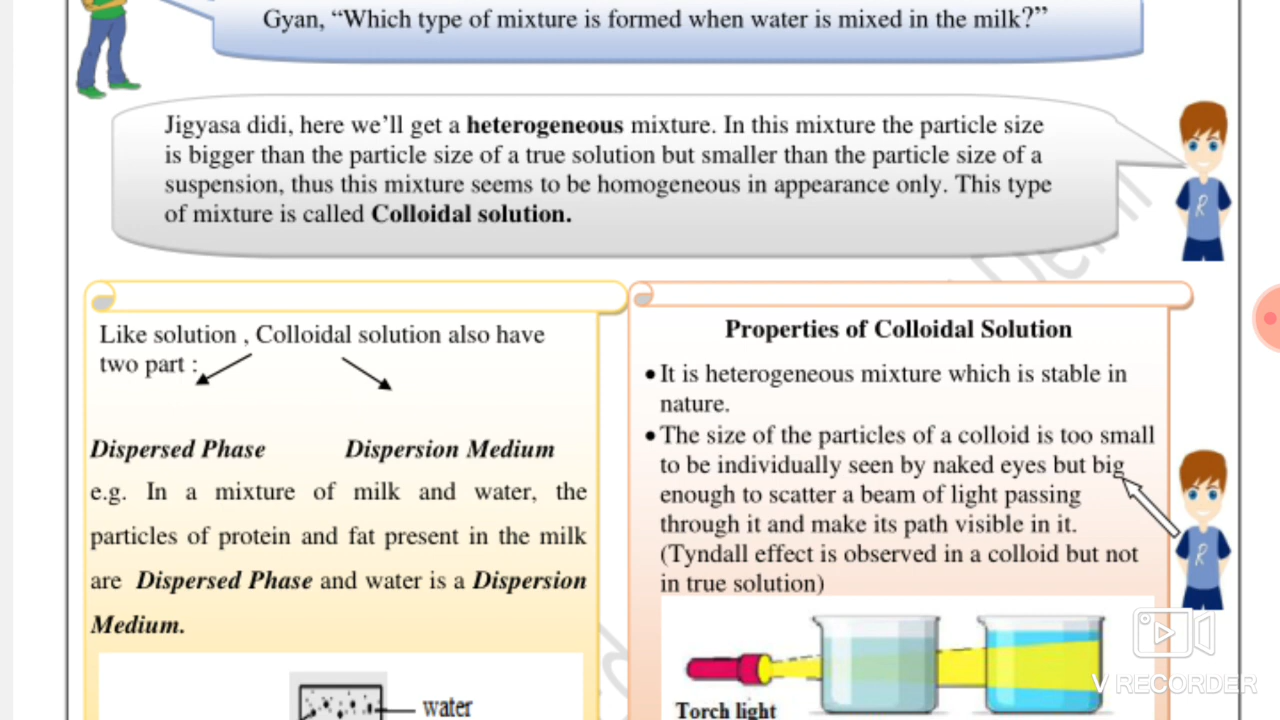 Gyan, “Which type of mixture is formed when water is mixed in the milk?”
Jigyasa didi, here we’ll get a heterogeneous mixture. In this mixture the particle size
is bigger than the particle size of a true solution but smaller than the particle size of a
suspension, thus this mixture seems to be homogeneous in appearance only. This type
of mixture is called Colloidal solution.
Like solution , Colloidal solution also have
two part :
Dispersed Phase Dispersion Medium
e.g. In a mixture of milk and water, the
particles of protein and fat present in the milk
are Dispersed Phase and water is a Dispersion
Medium.
water
Properties of Colloidal Solution
•It is heterogeneous mixture which is stable in
nature.
•The size of the particles of a colloid is too small
to be individually seen by naked eyes but big
enough to scatter a beam of light passing
through it and make its path visible in it.
(Tyndall effect is observed in a colloid but not
in true solution)
Torch light
R
R
V RECORDER